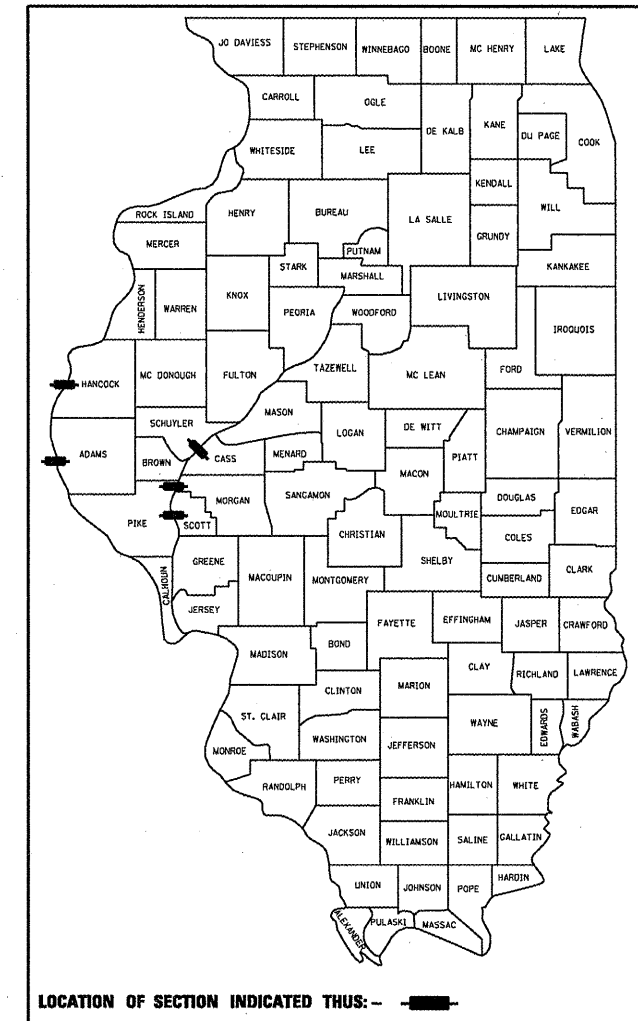 JO DAVIESS STEPHENSON WINNEBAGO BOONE MC HENRY LAKE
CARROLL OGLE DE KALB KANE DU PAGE COOK
WHITESIDE LEE
KENDALL WILL
ROCK ISLAND HENRY BUREAU LA SALLE
MERCER PUTNAM GRUNDY
STARK MARSHALL KANKAKEE
HENDERSON WARREN KNOX PEORIA WOODFORD LIVINGSTON IROQUOIS
HANCOCK MC DONOUGH FULTON TAZEWELL MC LEAN FORD
MASON
SCHUYLER LOGAN DE WITT CHAMPAIGN VERMILION
ADAMS BROWN CASS MENARD MACON PIATT
PIKE SCOTT MORGAN SANGAMON MOULTRIE DOUGLAS EDGAR
CHRISTIAN COLES
SHELBY
CALHOUN GREENE MACOUPIN MONTGOMERY CUMBERLAND CLARK
JERSEY
FAYETTE EFFINGHAM JASPER CRAWFORD
MADISON BOND
CLAY RICHLAND LAWRENCE
CLINTON MARION
ST. CLAIR WAYNE EDWARDS WABASH
WASHINGTON JEFFERSON
MONROE
RANDOLPH PERRY HAMILTON WHITE
FRANKLIN
JACKSON WILLIAMSON SALINE GALLATIN
UNION JOHNSON POPE HARDIN
ALEXANDER PULASKI MASSAC
LOCATION OF SECTION INDICATED THUS: -